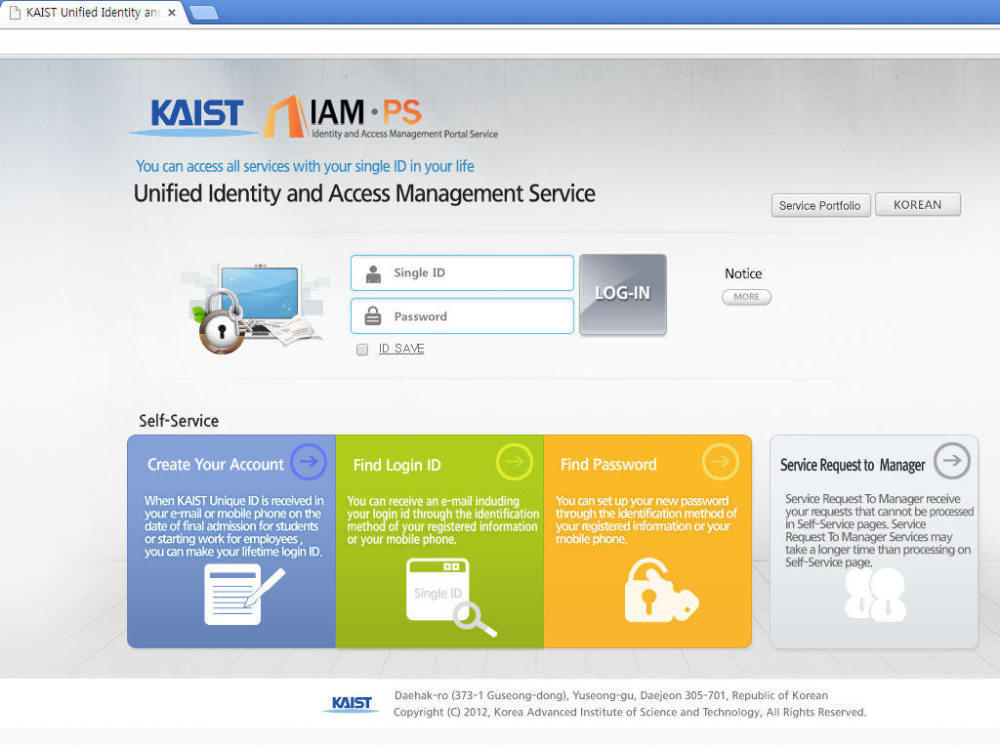 KAIST Unified Identity and
KAIST IAM · PS
Identity and Access Management Portal Service
You can access all services with your single ID in your life
Unified Identity and Access Management Service
Service Portfolio
KOREAN
Single ID
LOG-IN
Notice
MORE
Password
ID SAVE
Self-Service
Create Your Account
When KAIST Unique ID is received in
your e-mail or mobile phone on the
date of final admission for students
or starting work for employees ,
you can make your lifetime login ID.
Find Login ID
You can receive an e-mail induding
your login id through the identification
method of your registered information
or your mobile phone.
Single ID
Find Password
You can set up your new password
through the identification method of
your registered information or your
mobile phone.
Service Request to Manager
Service Request To Manager receive
your requests that cannot be processed
in Self-Service pages. Service
Request To Manager Services may
take a longer time than processing on
Self-Service page.
KAIST
Daehak-ro (373-1 Guseong-dong), Yuseong-gu, Daejeon 305-701, Republic of Korean
Copyright (C) 2012, Korea Advanced Institute of Science and Technology, All Rights Reserved.